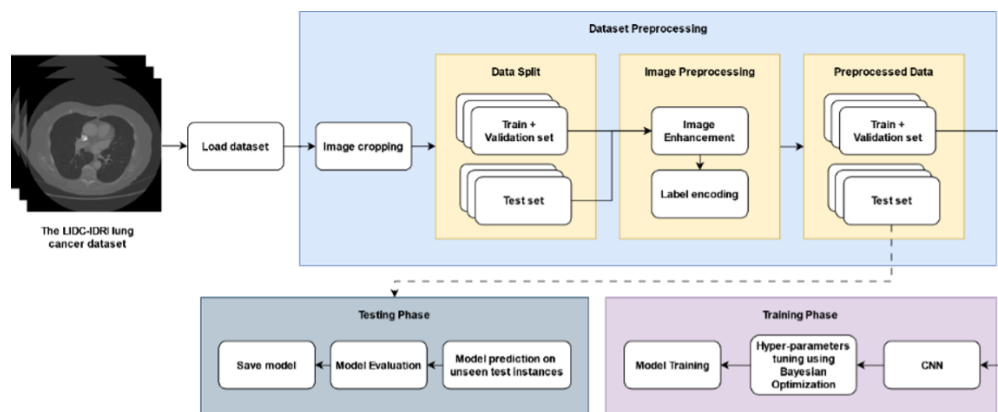 Dataset Preprocessing
Data Split
Image Preprocessing
Preprocessed Data
Train +
Validation set
Image
Enhancement
Train +
Validation set
Load dataset
Image cropping
Label encoding
Test set
Test set
The LIDC-IDRI lung
cancer dataset
Testing Phase
Training Phase
Save model
Model Evaluation
Model prediction on
unseen test instances
Model Training
Hyper-parameters
tuning using
Bayesian
Optimization
CNN